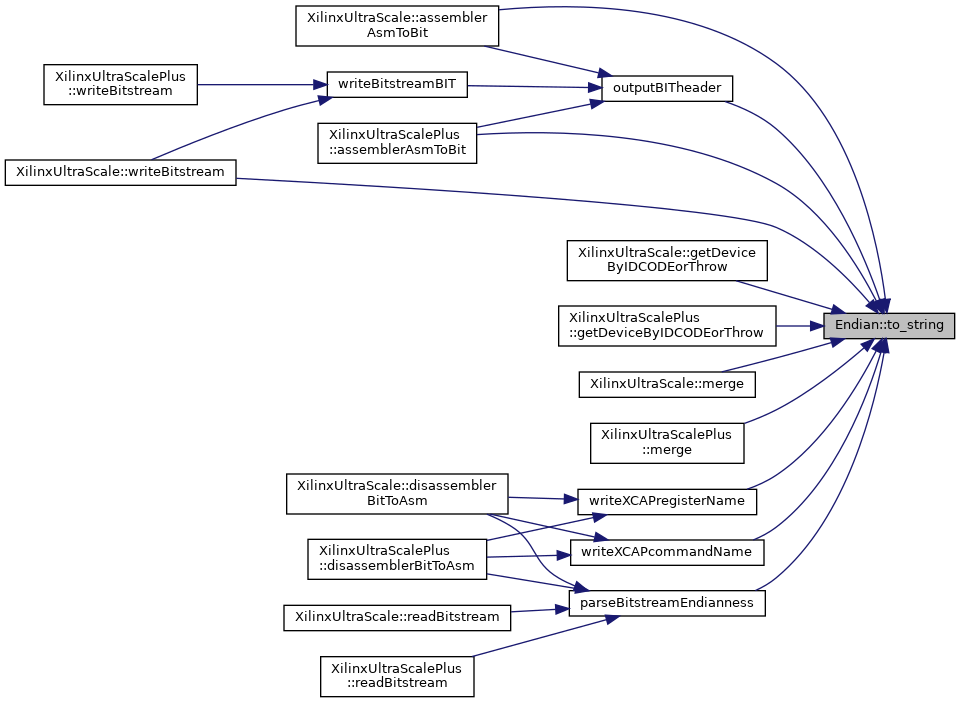 XilinxUltraScale::assembler
AsmToBit
XilinxUltraScalePlus
::writeBitstream
writeBitstreamBIT
outputBITheader
XilinxUltraScalePlus
::assemblerAsmToBit
XilinxUltraScale::writeBitstream
XilinxUltraScale::getDevice
ByIDCODEorThrow
XilinxUltraScalePlus
::getDeviceByIDCODEorThrow
Endian::to_string
XilinxUltraScale::merge
XilinxUltraScalePlus
::merge
XilinxUltraScale::disassembler
BitToAsm
writeXCAPregisterName
XilinxUltraScalePlus
::disassemblerBitToAsm
writeXCAPcommandName
parseBitstreamEndianness
XilinxUltraScale::readBitstream
XilinxUltraScalePlus
::readBitstream